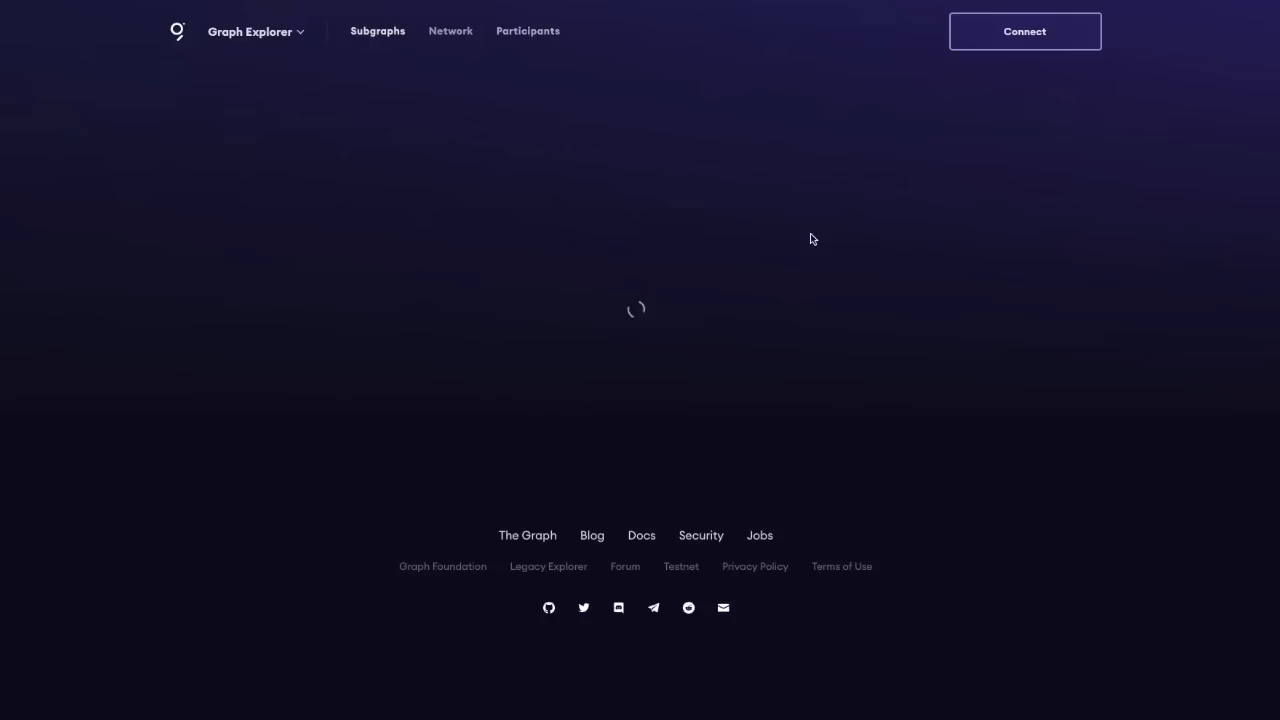 Graph Explorer Subgraphs Network Participants Connect
The Graph Blog Docs Security Jobs
Graph Foundation Legacy Explorer Forum Testnet Privacy Policy Terms of Use